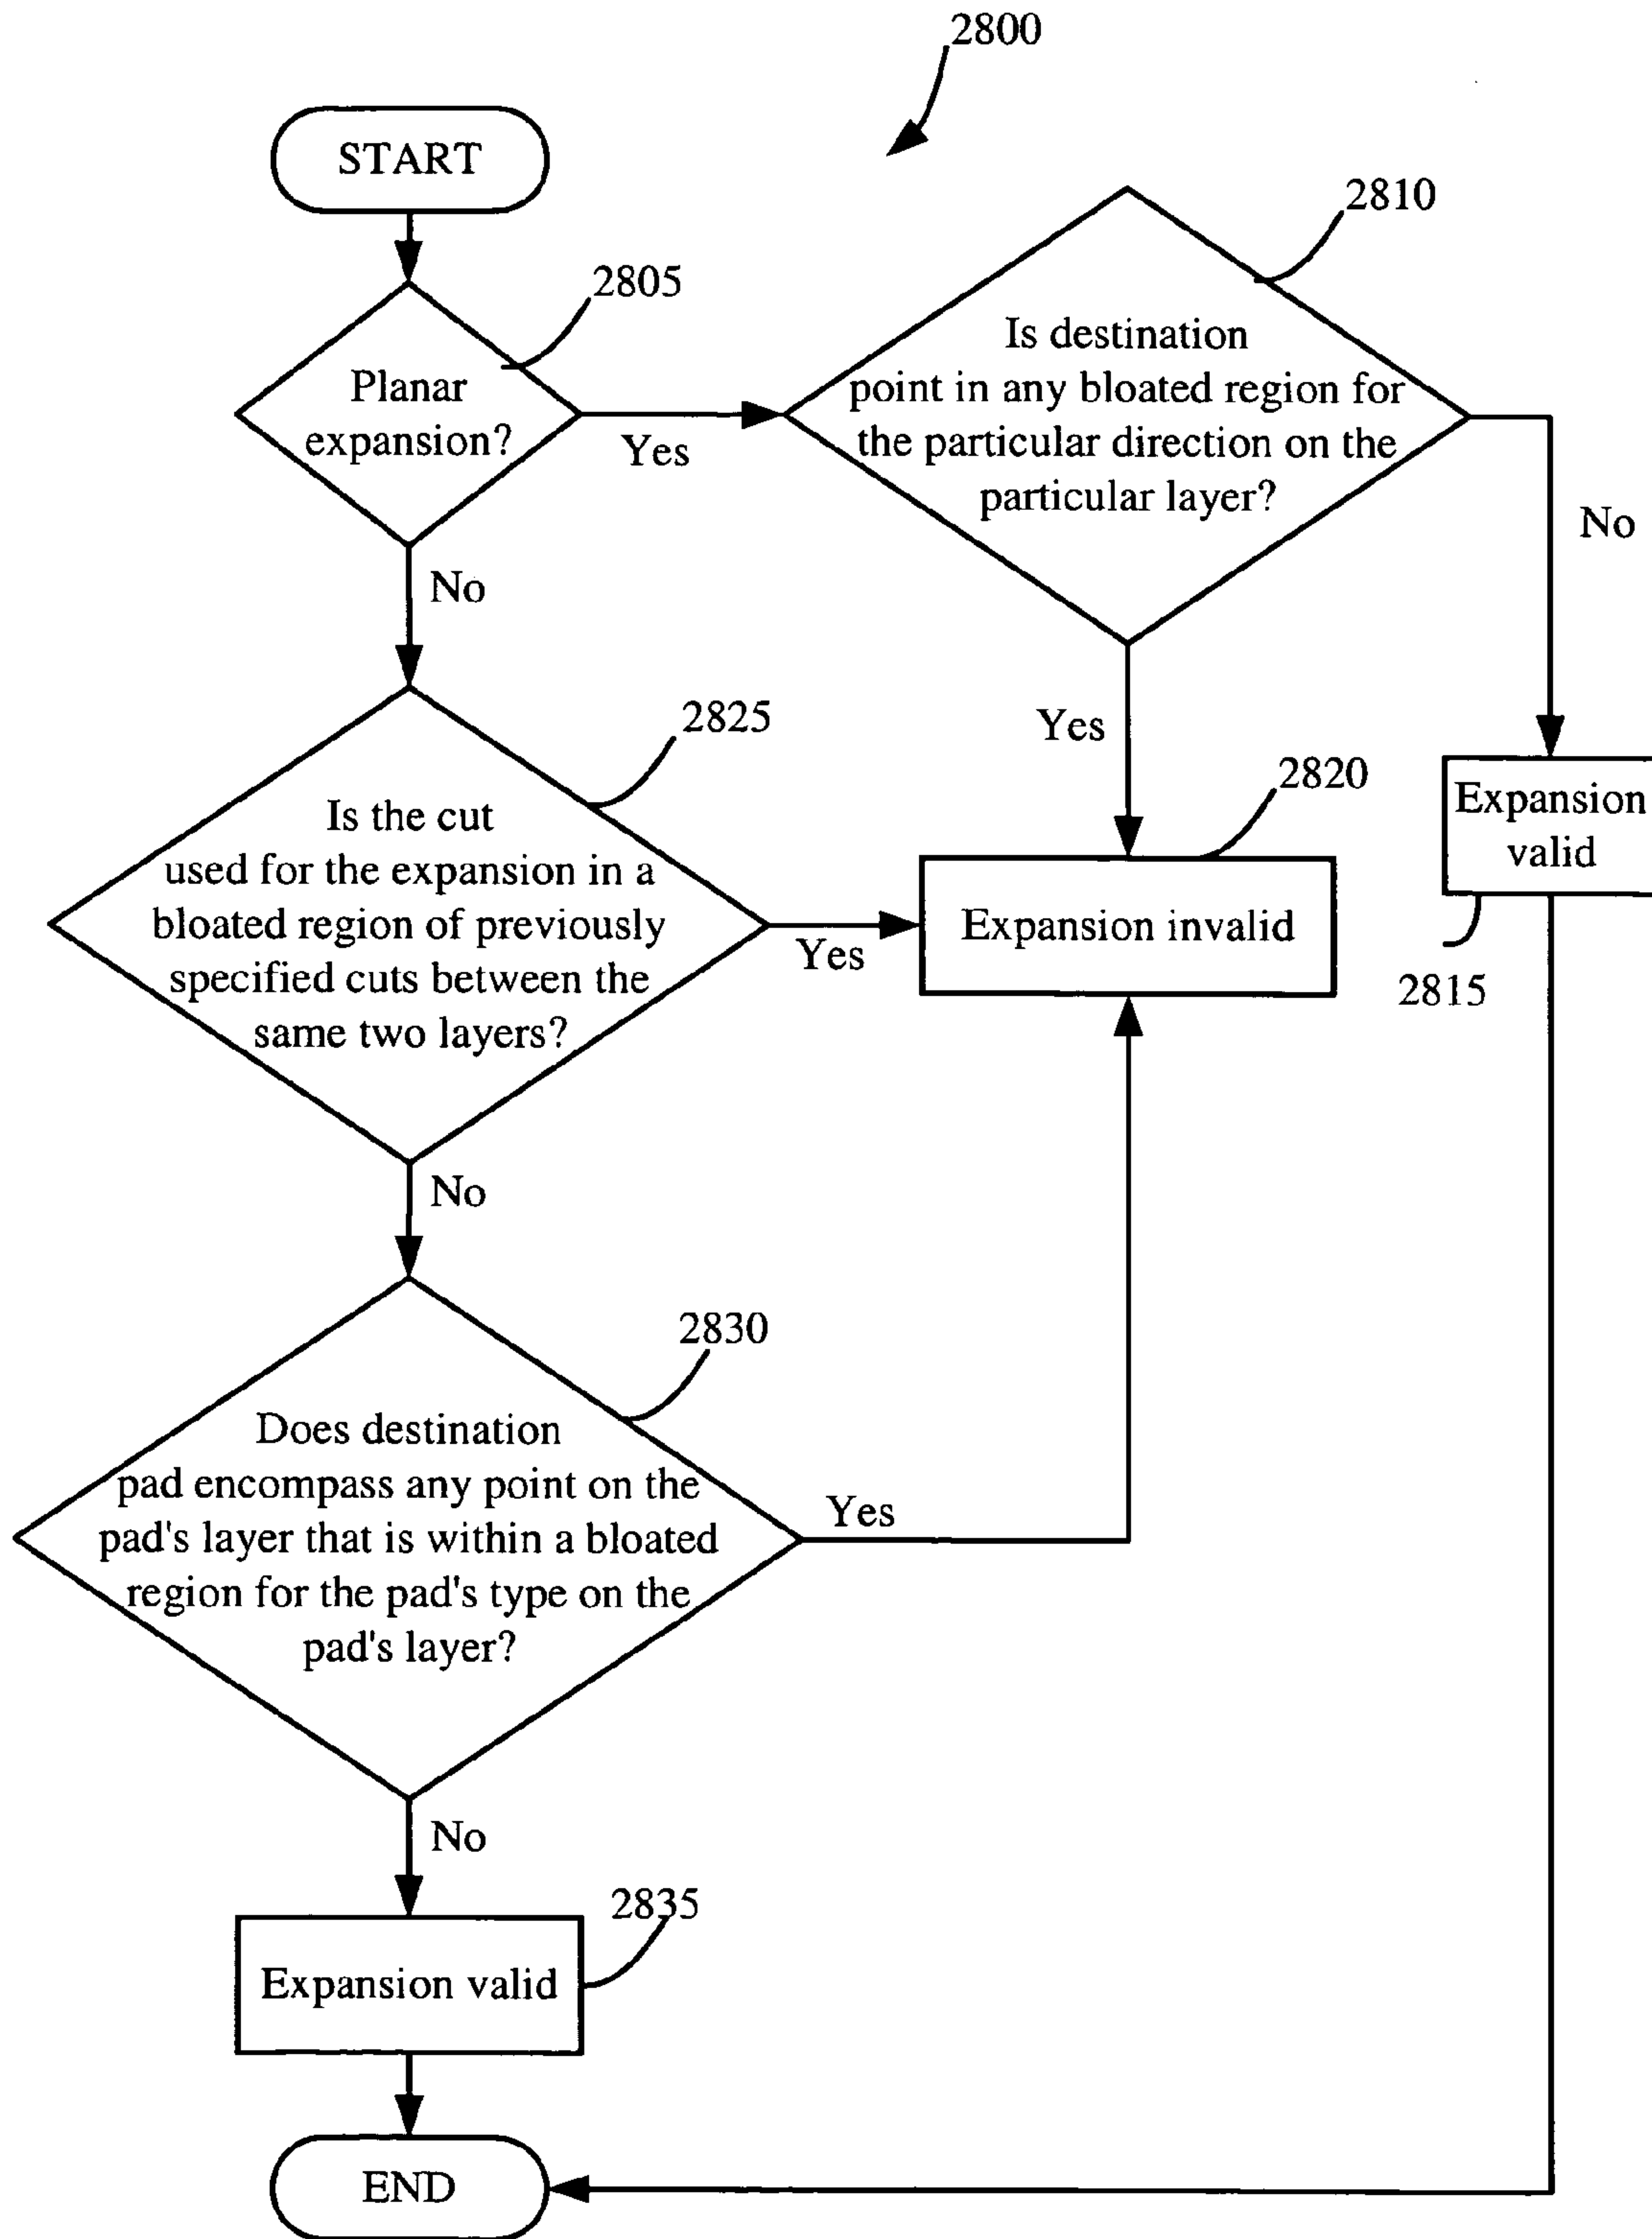 2800
START
2810
2805
Is destination
point in any bloated region for
the particular direction on the
particular layer?
Planar
expansion?
Yes
No
No
Yes
2825
2820
Expansion
valid
2815
Is the cut
used for the expansion in a
bloated region of previously
specified cuts between the
same two layers?
Yes
Expansion invalid
No
2830
Does destination
pad encompass any point on the
pad's layer that is within a bloated
region for the pad's type on the
pad's layer?
Yes
No
2835
Expansion valid
END